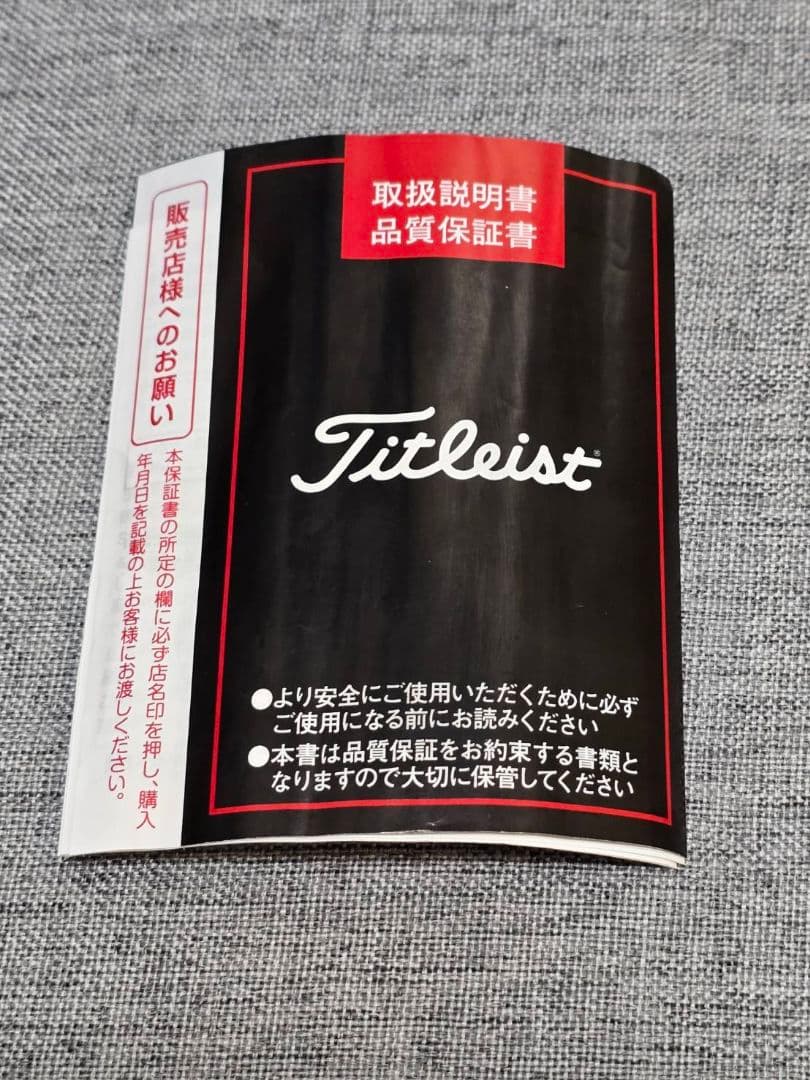 取扱説明書
品質保証書
Titleist®
●より安全にご使用いただくために必ず
ご使用になる前にお読みください
●本書は品質保証をお約束する書類と
なりますので大切に保管してください
販売店様へのお願い
本保証書の所定の欄に必ず店名印を押し、購入
年月日を記載の上お客様にお渡しください。